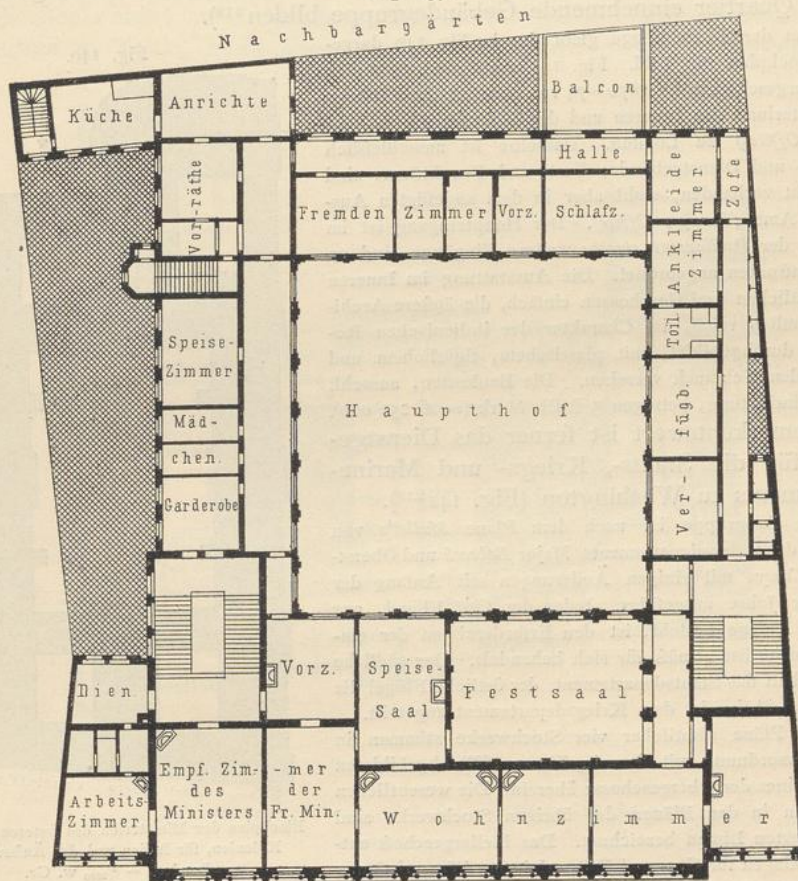 Nachbargärten
Küche
Anrichte
Balcon
Halle
Vor-räthe
Fremden Zimmer Vorz. Schlafz.
Ankleide
Zimmer
Zofe
Speise-
Zimmer
Toil
Haupthof
Mäd-
chen.
Garderobe
Ver-fügb
Dien.
Vorz.
Speise-
Saal
Festsaal
Empf. Zim-
des
Ministers
-mer
der
Fr. Min.
Arbeits-
Zimmer
Wohnzimmer